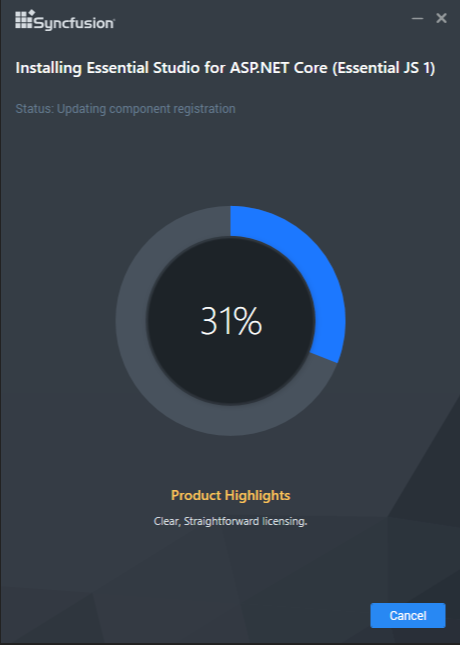 Syncfusion
Installing Essential Studio for ASP.NET Core (Essential JS 1)
Status: Updating component registration
31%
Product Highlights
Clear, Straightforward licensing.
Cancel